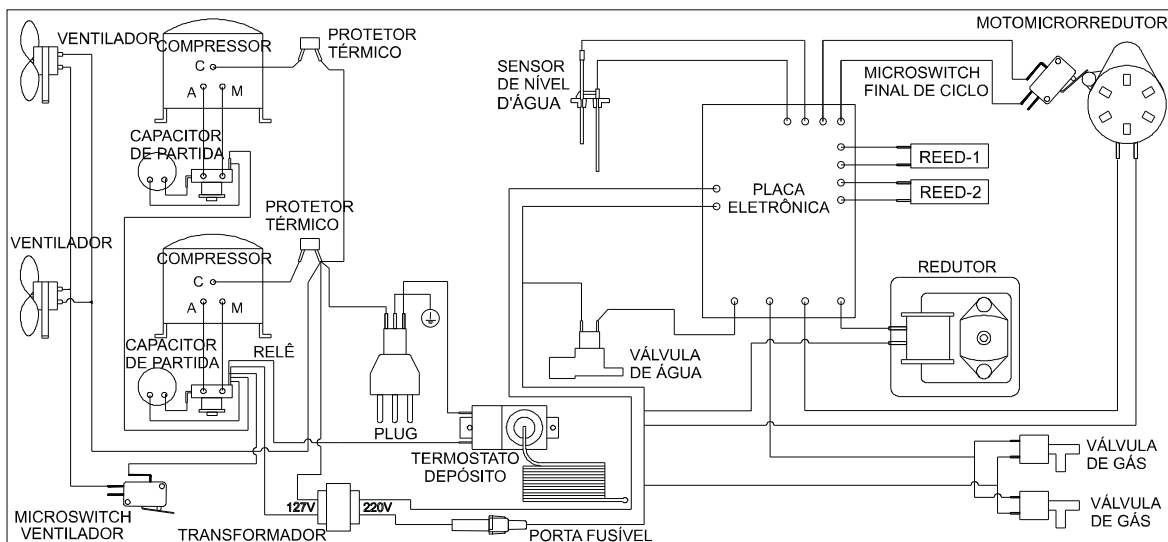 VENTILADOR
COMPRESSOR
C
A
M
PROTETOR
TÉRMICO
CAPACITOR
DE PARTIDA
VENTILADOR
COMPRESSOR
C
A
M
PROTETOR
TÉRMICO
CAPACITOR
DE PARTIDA
RELÊ
MICROSWITCH
VENTILADOR
TRANSFORMADOR
127V
220V
PLUG
TERMOSTATO
DEPÓSITO
PORTA FUSÍVEL
SENSOR
DE NÍVEL
D'ÁGUA
PLACA
ELETRÔNICA
VÁLVULA
DE ÁGUA
MOTOMICRORREDUTOR
MICROSWITCH
FINAL DE CICLO
REED-1
REED-2
REDUTOR
VÁLVULA
DE GÁS
VÁLVULA
DE GÁS